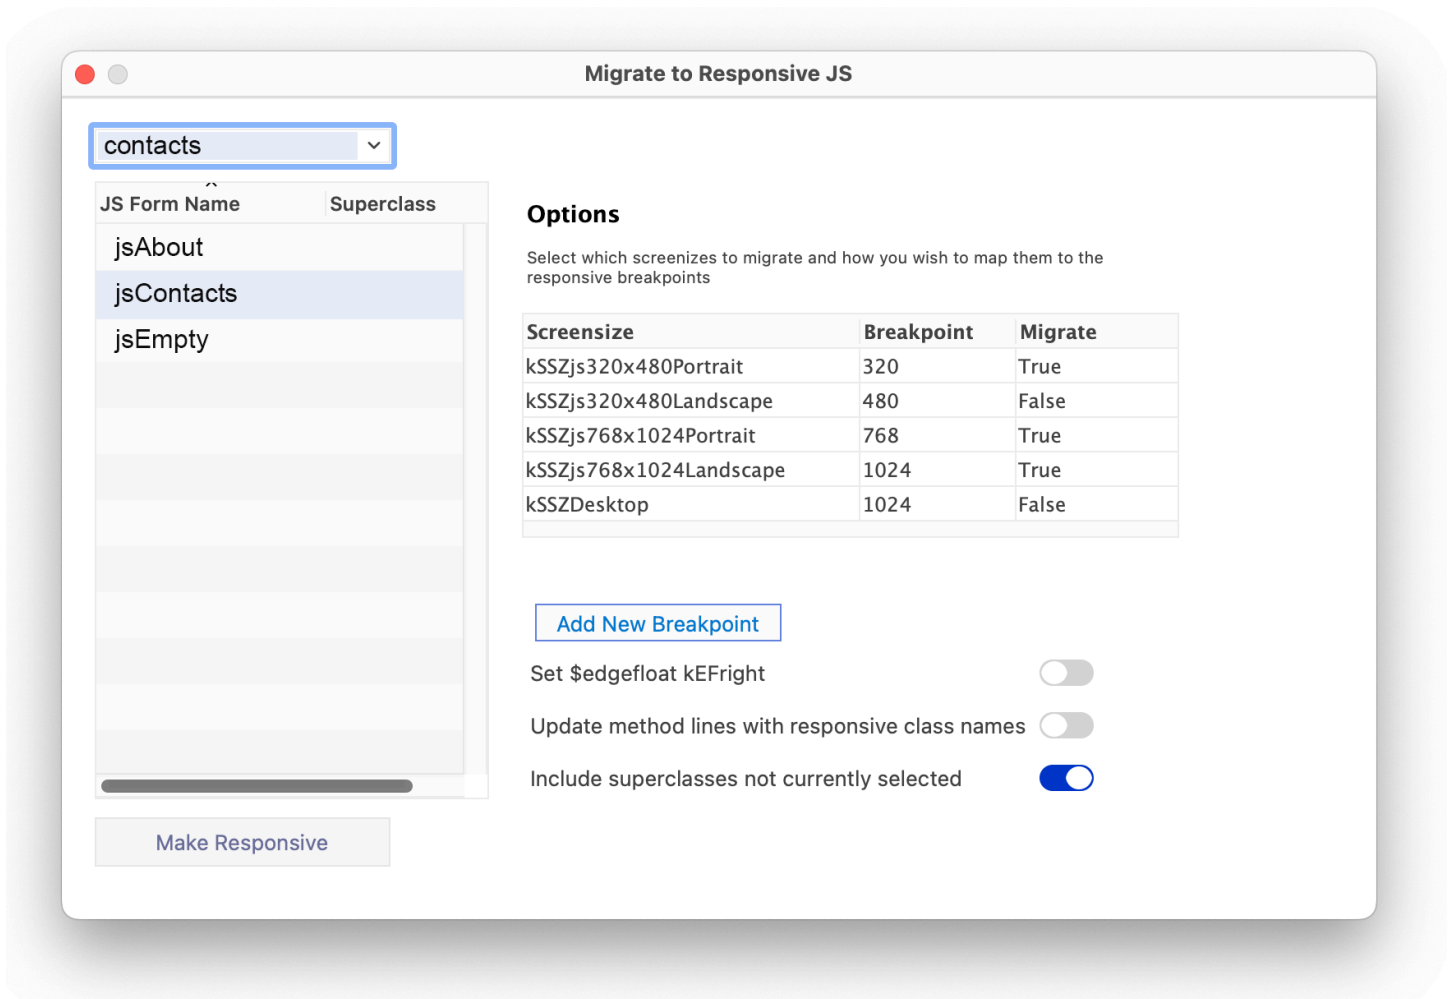 Migrate to Responsive JS
contacts
JS Form Name Superclass
jsAbout
jsContacts
jsEmpty
Make Responsive
Options
Select which screenizes to migrate and how you wish to map them to the
responsive breakpoints
Screensize Breakpoint Migrate
kSSZjs320x480Portrait 320 True
kSSZjs320x480Landscape 480 False
kSSZjs768x1024Portrait 768 True
kSSZjs768x1024Landscape 1024 True
kSSZDesktop 1024 False
Add New Breakpoint
Set $edgefloat kEFright
Update method lines with responsive class names
Include superclasses not currently selected